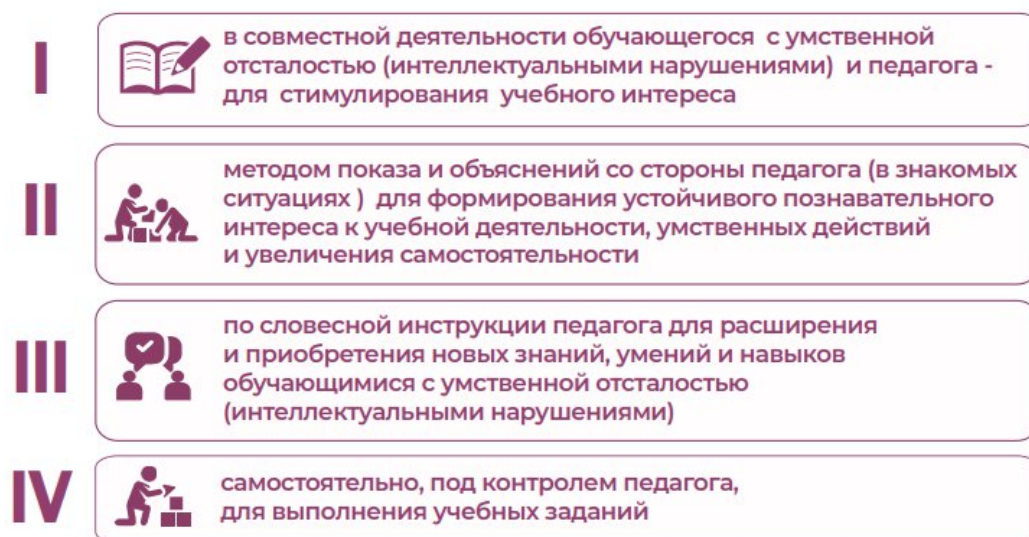 I
в совместной деятельности обучающегося с умственной
отсталостью (интеллектуальными нарушениями) и педагога -
для стимулирования учебного интереса
II
методом показа и объяснений со стороны педагога (в знакомых
ситуациях ) для формирования устойчивого познавательного
интереса к учебной деятельности, умственных действий
и увеличения самостоятельности
III
по словесной инструкции педагога для расширения
и приобретения новых знаний, умений и навыков
обучающимися с умственной отсталостью
(интеллектуальными нарушениями)
IV
самостоятельно, под контролем педагога,
для выполнения учебных заданий